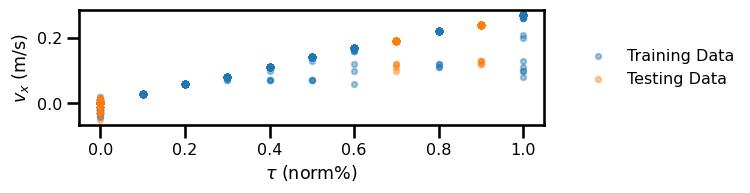 0.2
0.0
v_x (m/s)
0.0 0.2 0.4 0.6 0.8 1.0
τ (norm%)
Training Data
Testing Data